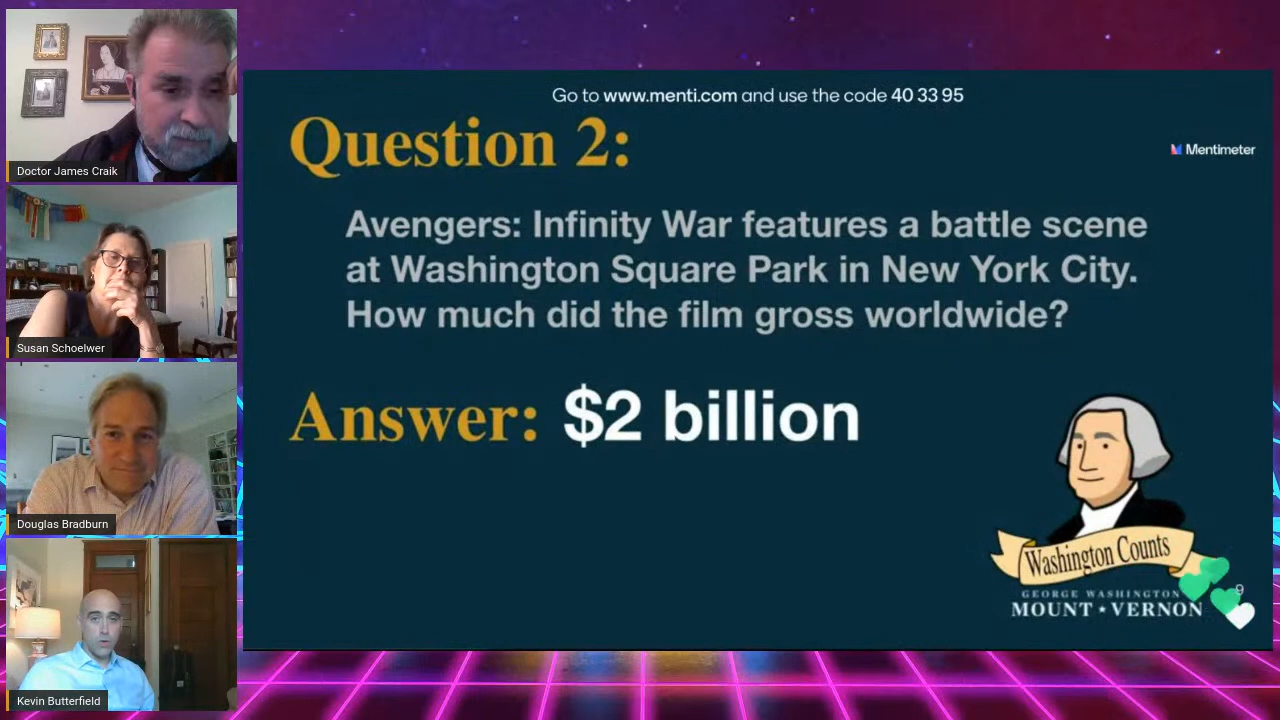 Doctor James Craik
Susan Schoelwer
Douglas Bradburn
Kevin Butterfield
Go to www.menti.com and use the code 40 33 95
Question 2:
Mentimeter
Avengers: Infinity War features a battle scene
at Washington Square Park in New York City.
How much did the film gross worldwide?
Answer: $2 billion
Washington Counts
GEORGE WASHINGTON
MOUNT ★ VERNON
9